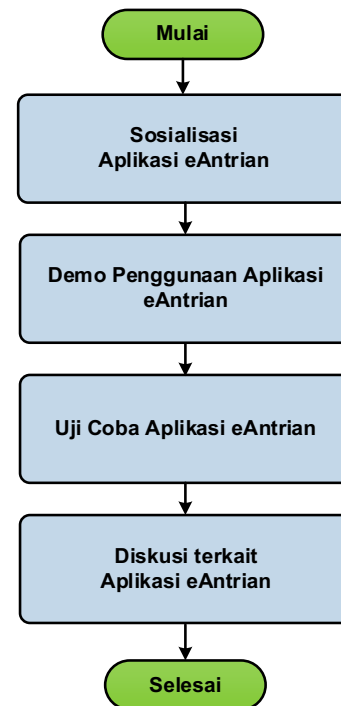 Mulai
Sosialisasi
Aplikasi eAntrian
Demo Penggunaan Aplikasi
eAntrian
Uji Coba Aplikasi eAntrian
Diskusi terkait
Aplikasi eAntrian
Selesai